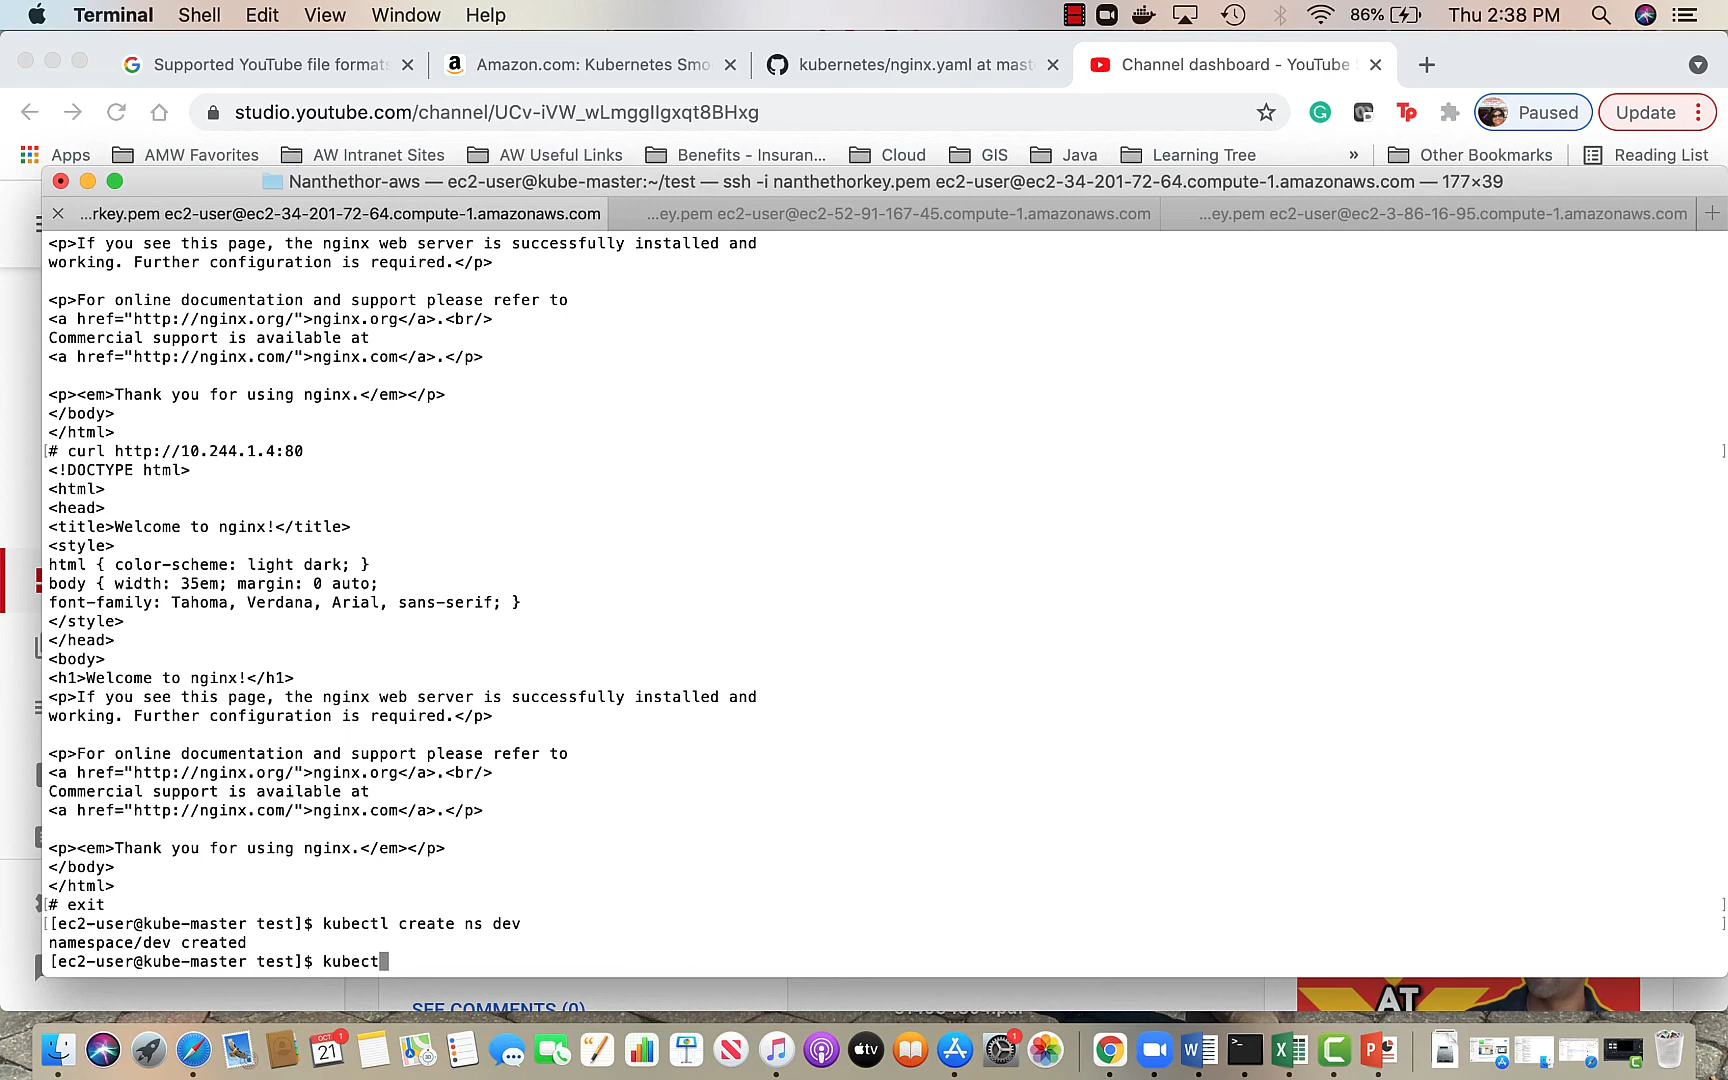 Terminal Shell Edit View Window Help 86% Thu 2:38 PM
Supported YouTube file formats Amazon.com: Kubernetes Smo kubernetes/nginx.yaml at mast Channel dashboard - YouTube
studio.youtube.com/channel/UCv-iVW_wLmggIIgxqt8BHxg Paused Update
Apps AMW Favorites AW Intranet Sites AW Useful Links Benefits - Insuran... Cloud GIS Java Learning Tree » Other Bookmarks Reading List
Nanthethor-aws — ec2-user@kube-master:~/test — ssh -i nanthethorkey.pem ec2-user@ec2-34-201-72-64.compute-1.amazonaws.com — 177×39
...rkey.pem ec2-user@ec2-34-201-72-64.compute-1.amazonaws.com ...ey.pem ec2-user@ec2-52-91-167-45.compute-1.amazonaws.com ...ey.pem ec2-user@ec2-3-86-16-95.compute-1.amazonaws.com
<p>If you see this page, the nginx web server is successfully installed and
working. Further configuration is required.</p>
<p>For online documentation and support please refer to
<a href="http://nginx.org/">nginx.org</a>.<br/>
Commercial support is available at
<a href="http://nginx.com/">nginx.com</a>.</p>
<p><em>Thank you for using nginx.</em></p>
</body>
</html>
[# curl http://10.244.1.4:80 ]
<!DOCTYPE html>
<html>
<head>
<title>Welcome to nginx!</title>
<style>
html { color-scheme: light dark; }
body { width: 35em; margin: 0 auto;
font-family: Tahoma, Verdana, Arial, sans-serif; }
</style>
</head>
<body>
<h1>Welcome to nginx!</h1>
<p>If you see this page, the nginx web server is successfully installed and
working. Further configuration is required.</p>
<p>For online documentation and support please refer to
<a href="http://nginx.org/">nginx.org</a>.<br/>
Commercial support is available at
<a href="http://nginx.com/">nginx.com</a>.</p>
<p><em>Thank you for using nginx.</em></p>
</body>
</html>
[# exit ]
[[ec2-user@kube-master test]$ kubectl create ns dev ]
namespace/dev created
[ec2-user@kube-master test]$ kubect
SEE COMMENTS (0)
AT
OCT 1
21
tv
1